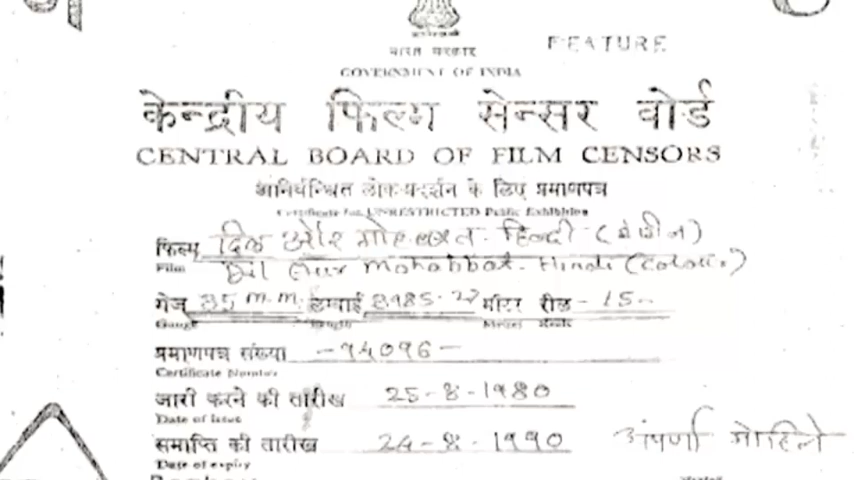 FEATURE
भारत सरकार
GOVERNMENT OF INDIA
केन्द्रीय फिल्म सेन्सर बोर्ड
CENTRAL BOARD OF FILM CENSORS
अनिर्बन्धित लोक-प्रदर्शन के लिए प्रमाणपत्र
Certificate for UNRESTRICTED Public Exhibition
फिल्म दिल और मोहब्बत. हिन्दी (रंगीन)
Film Dil Aur Mohabbat. Hindi (Colour)
गेज 35 m.m. लम्बाई मीटर रील - 15 -
Gauge Length Metres Reels
प्रमाणपत्र संख्या
Certificate Number
जारी करने की तारीख 25-8-1980
Date of issue
समाप्ति की तारीख 24-8-1990
Date of expiry